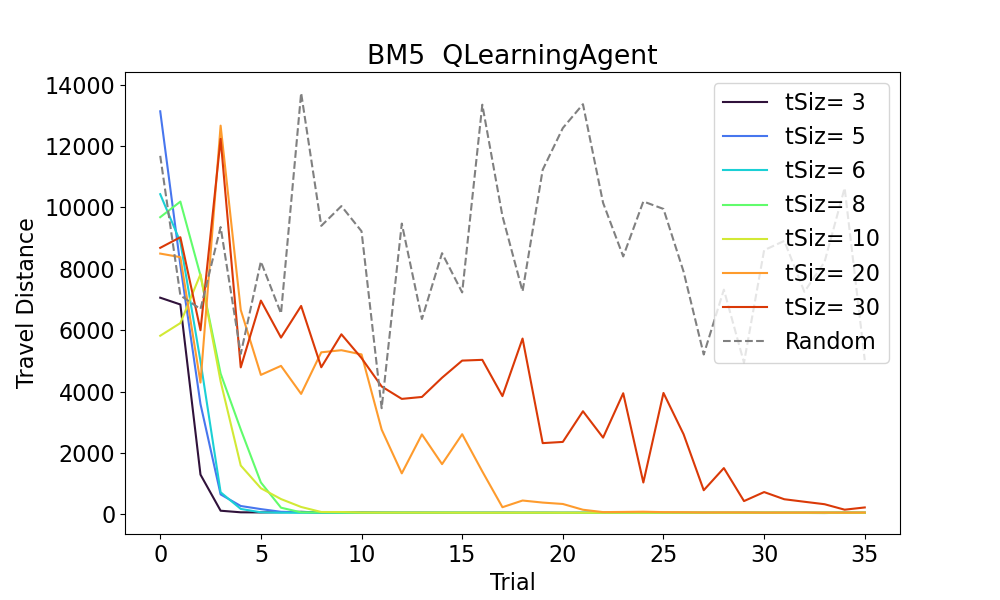 BM5  QLearningAgent
Travel Distance
14000
12000
10000
8000
6000
4000
2000
0
tSiz= 3
tSiz= 5
tSiz= 6
tSiz= 8
tSiz= 10
tSiz= 20
tSiz= 30
Random
0 5 10 15 20 25 30 35
Trial